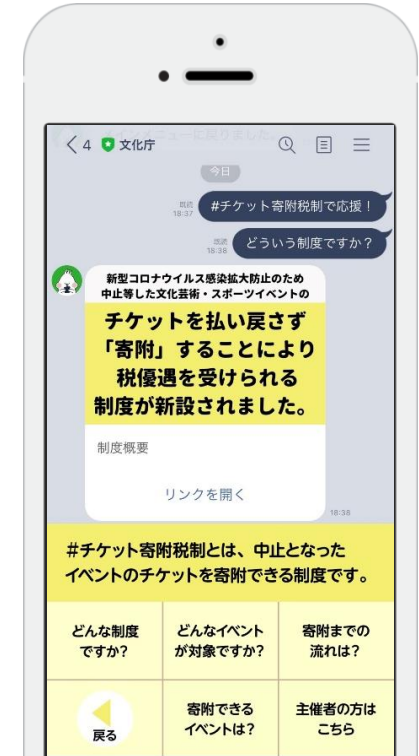 4 文化庁
今日
既読
18:37
#チケット寄附税制で応援！
既読
18:38
どういう制度ですか？
新型コロナウイルス感染拡大防止のため
中止等した文化芸術・スポーツイベントの
チケットを払い戻さず
「寄附」することにより
税優遇を受けられる
制度が新設されました。
制度概要
リンクを開く
18:38
#チケット寄附税制とは、中止となった
イベントのチケットを寄附できる制度です。
どんな制度
ですか？
どんなイベント
が対象ですか？
寄附までの
流れは？
戻る
寄附できる
イベントは？
主催者の方は
こちら